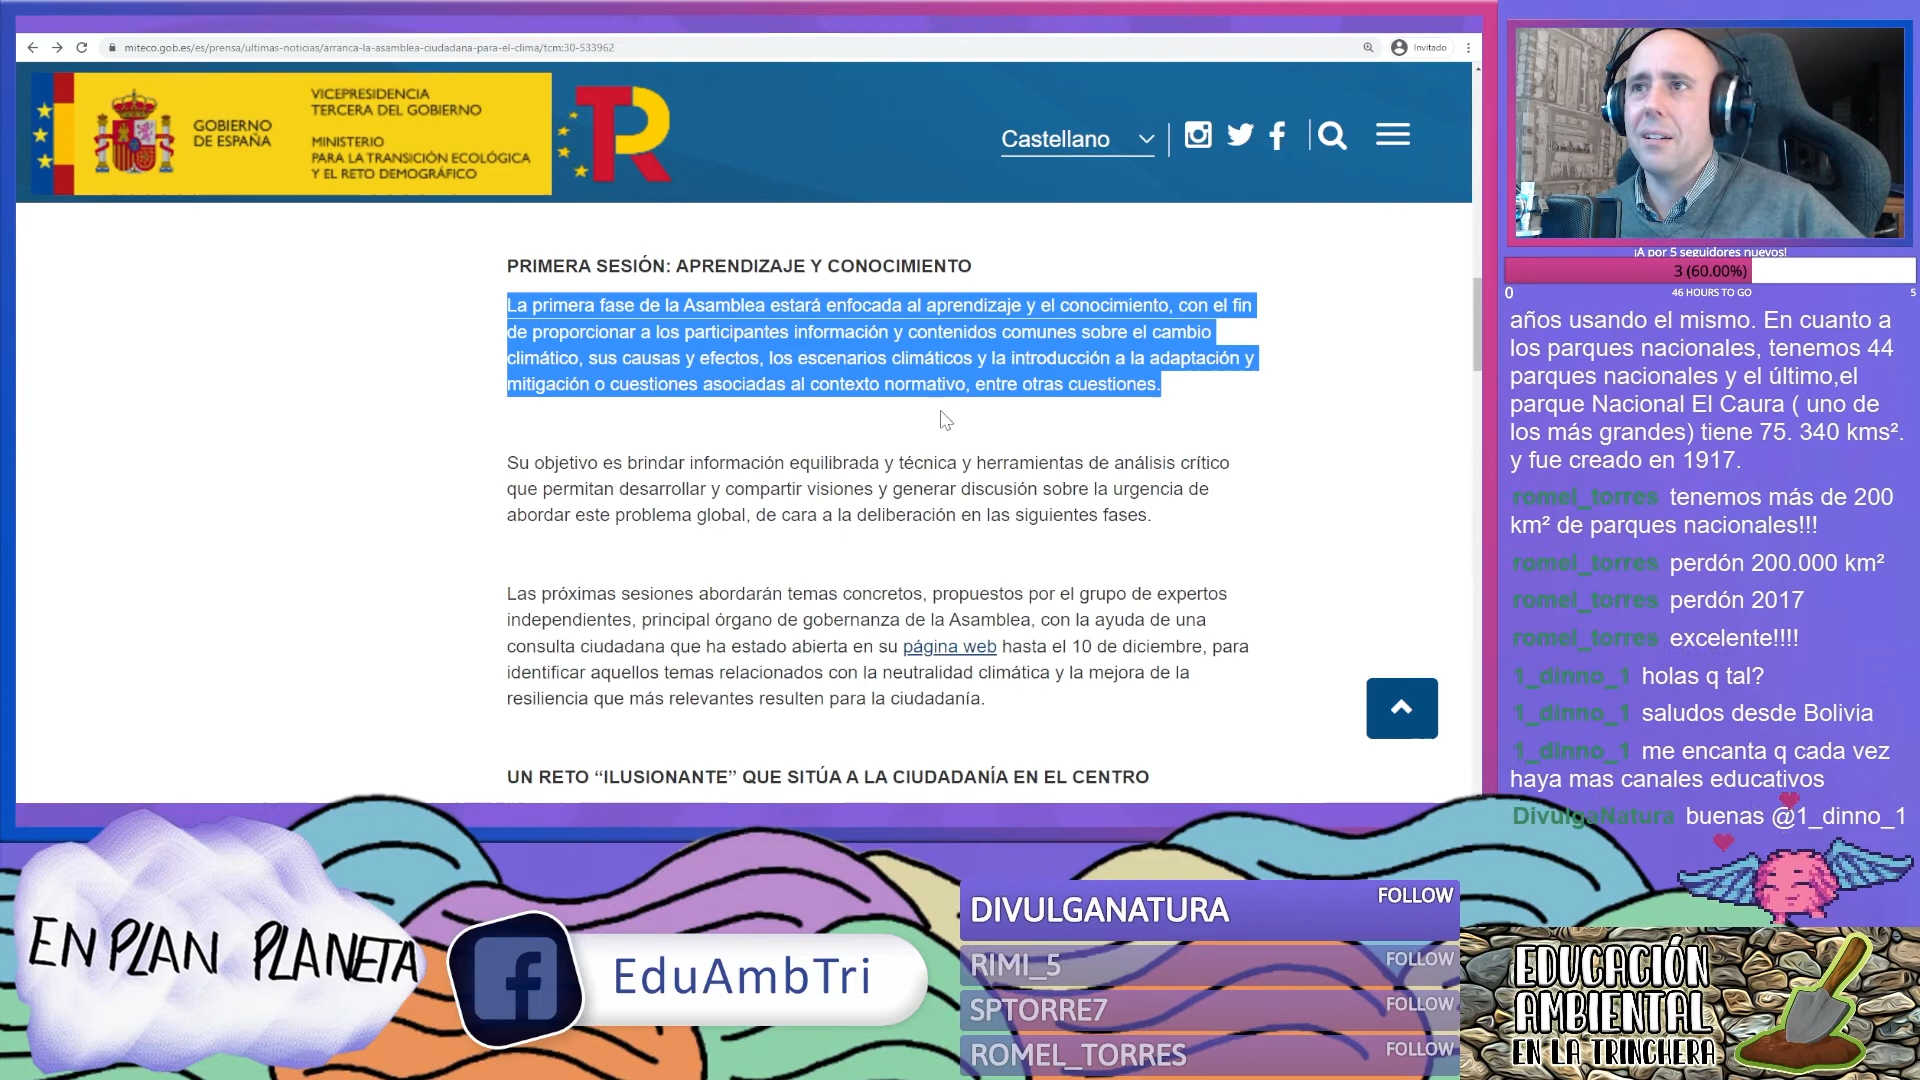 miteco.gob.es/es/prensa/ultimas-noticias/arranca-la-asamblea-ciudadana-para-el-clima/tcm:30-533962
Invitado
GOBIERNO
DE ESPAÑA
VICEPRESIDENCIA
TERCERA DEL GOBIERNO
MINISTERIO
PARA LA TRANSICIÓN ECOLÓGICA
Y EL RETO DEMOGRÁFICO
TR
Castellano
PRIMERA SESIÓN: APRENDIZAJE Y CONOCIMIENTO
La primera fase de la Asamblea estará enfocada al aprendizaje y el conocimiento, con el fin
de proporcionar a los participantes información y contenidos comunes sobre el cambio
climático, sus causas y efectos, los escenarios climáticos y la introducción a la adaptación y
mitigación o cuestiones asociadas al contexto normativo, entre otras cuestiones.
Su objetivo es brindar información equilibrada y técnica y herramientas de análisis crítico
que permitan desarrollar y compartir visiones y generar discusión sobre la urgencia de
abordar este problema global, de cara a la deliberación en las siguientes fases.
Las próximas sesiones abordarán temas concretos, propuestos por el grupo de expertos
independientes, principal órgano de gobernanza de la Asamblea, con la ayuda de una
consulta ciudadana que ha estado abierta en su página web hasta el 10 de diciembre, para
identificar aquellos temas relacionados con la neutralidad climática y la mejora de la
resiliencia que más relevantes resulten para la ciudadanía.
UN RETO “ILUSIONANTE” QUE SITÚA A LA CIUDADANÍA EN EL CENTRO
¡A por 5 seguidores nuevos!
3 (60.00%)
0
46 HOURS TO GO
5
años usando el mismo. En cuanto a
los parques nacionales, tenemos 44
parques nacionales y el último,el
parque Nacional El Caura ( uno de
los más grandes) tiene 75. 340 kms².
y fue creado en 1917.
romel_torres tenemos más de 200
km² de parques nacionales!!!
romel_torres perdón 200.000 km²
romel_torres perdón 2017
romel_torres excelente!!!!
1_dinno_1 holas q tal?
1_dinno_1 saludos desde Bolivia
1_dinno_1 me encanta q cada vez
haya mas canales educativos
DivulgaNatura buenas @1_dinno_1
EN PLAN PLANETA
EduAmbTri
DIVULGANATURA FOLLOW
RIMI_5 FOLLOW
SPTORRE7 FOLLOW
ROMEL_TORRES FOLLOW
EDUCACIÓN
AMBIENTAL
EN LA TRINCHERA